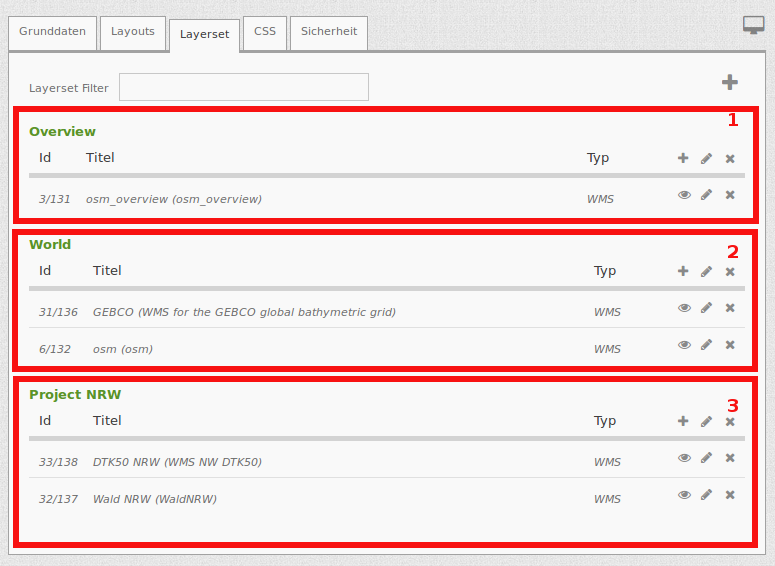 Grunddaten Layouts Layerset CSS Sicherheit
Layerset Filter
1
Overview
Id Titel Typ
3/131 osm_overview (osm_overview) WMS
2
World
Id Titel Typ
31/136 GEBCO (WMS for the GEBCO global bathymetric grid) WMS
6/132 osm (osm) WMS
Project NRW
3
Id Titel Typ
33/138 DTK50 NRW (WMS NW DTK50) WMS
32/137 Wald NRW (WaldNRW) WMS